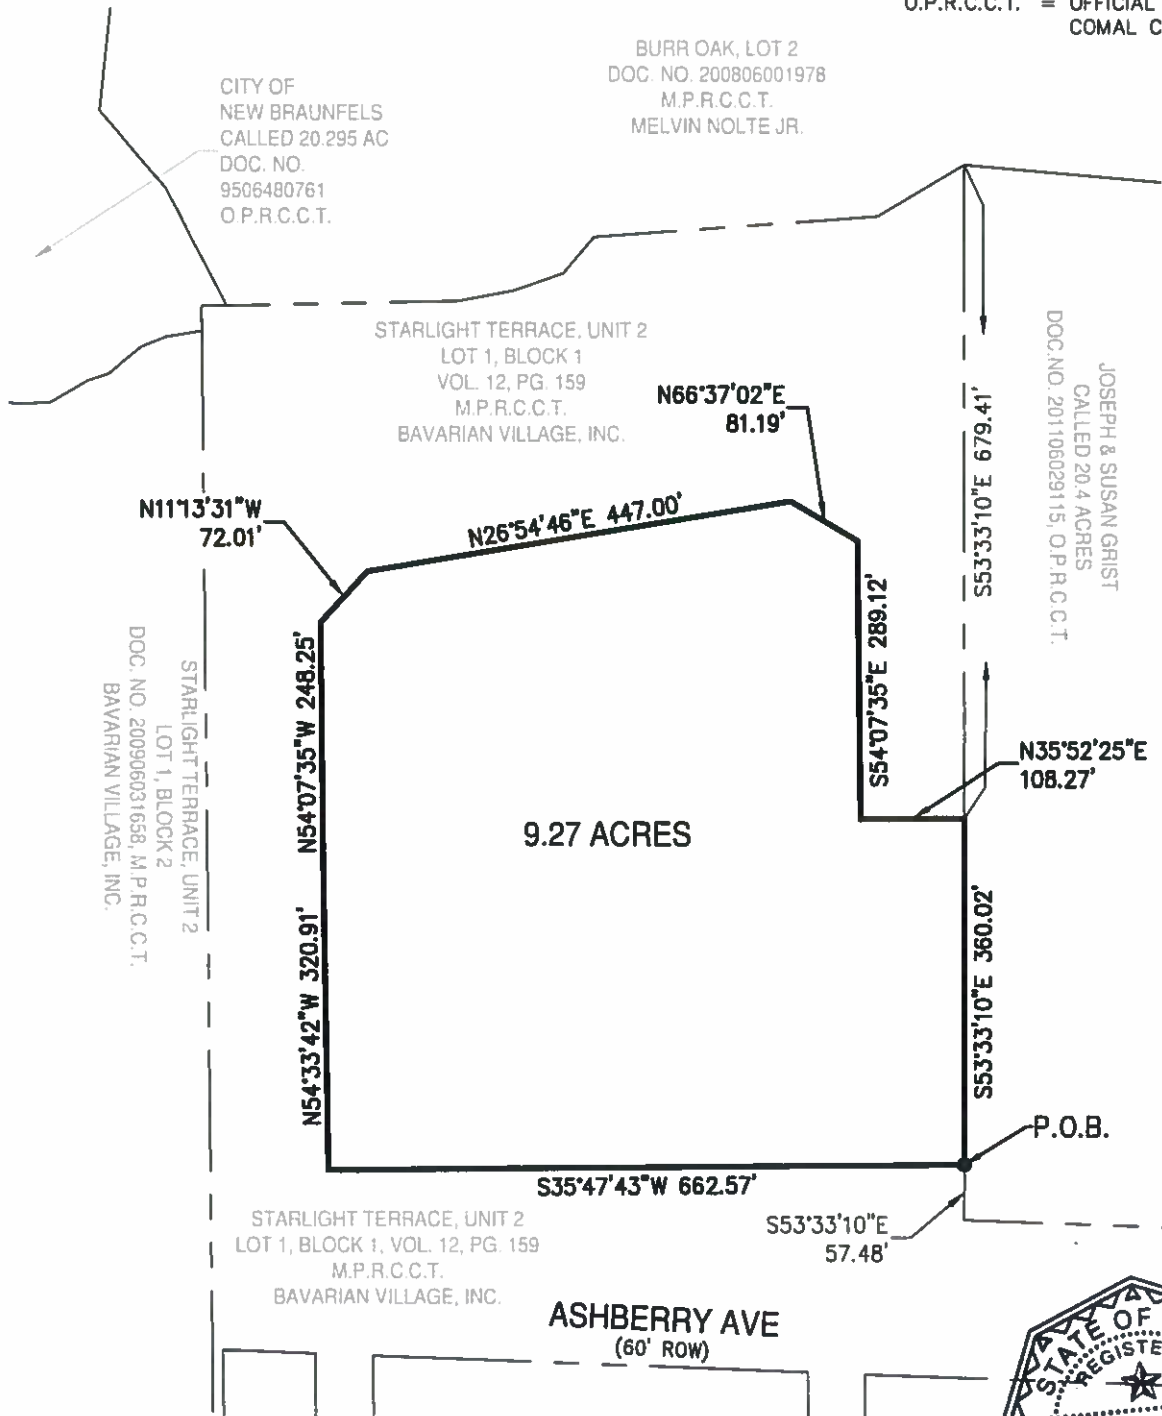 O.P.R.C.C.T. = OFFICIAL
COMAL C
BURR OAK, LOT 2
DOC. NO. 200806001978
M.P.R.C.C.T.
MELVIN NOLTE JR.
CITY OF
NEW BRAUNFELS
CALLED 20.295 AC
DOC. NO.
9506480761
O.P.R.C.C.T.
STARLIGHT TERRACE, UNIT 2
LOT 1, BLOCK 1
VOL. 12, PG. 159
M.P.R.C.C.T.
BAVARIAN VILLAGE, INC.
N66°37'02"E
81.19'
JOSEPH & SUSAN GRIST
CALLED 20.4 ACRES
DOC.NO. 201106029115, O.P.R.C.C.T.
S53°33'10"E 679.41'
N11°13'31"W
72.01'
N26°54'46"E 447.00'
S54°07'35"E 289.12'
N54°07'35"W 248.25'
STARLIGHT TERRACE, UNIT 2
LOT 1, BLOCK 2
DOC. NO. 200906031658, M.P.R.C.C.T.
BAVARIAN VILLAGE, INC.
N35°52'25"E
108.27'
9.27 ACRES
N54°33'42"W 320.91'
S53°33'10"E 360.02'
P.O.B.
S35°47'43"W 662.57'
S53°33'10"E
57.48'
STARLIGHT TERRACE, UNIT 2
LOT 1, BLOCK 1, VOL. 12, PG. 159
M.P.R.C.C.T.
BAVARIAN VILLAGE, INC.
ASHBERRY AVE
(60' ROW)
STATE OF
REGISTE